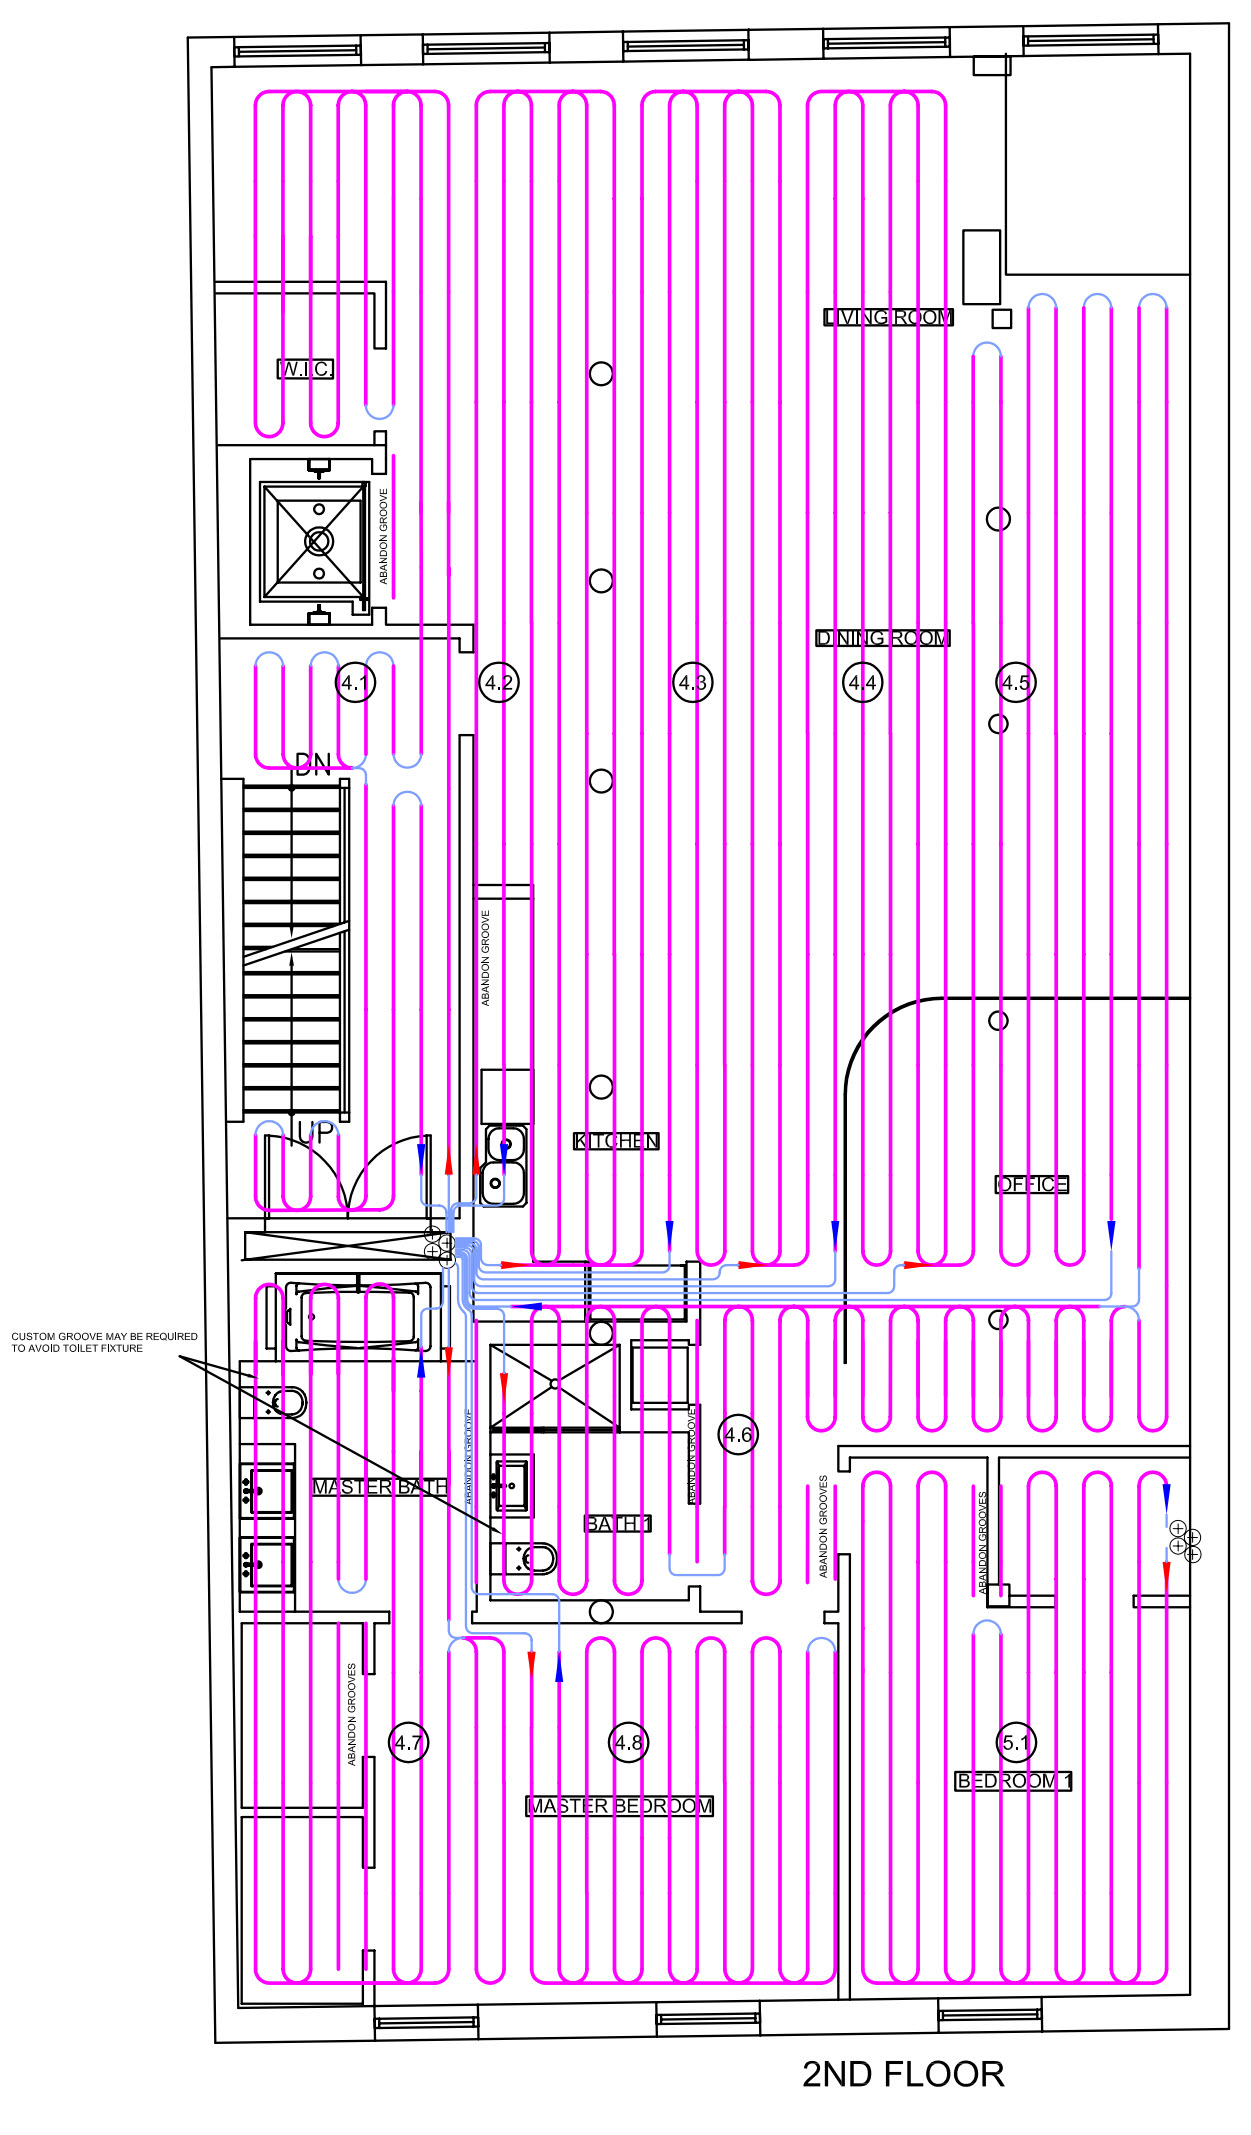 LIVING ROOM
W.I.C.
ABANDON GROOVE
DINING ROOM
4.1
4.2
4.3
4.4
4.5
DN
ABANDON GROOVE
UP
KITCHEN
OFFICE
CUSTOM GROOVE MAY BE REQUIRED
TO AVOID TOILET FIXTURE
ABANDON GROOVE
ABANDON GROOVE
4.6
MASTER BATH
BATH 1
ABANDON GROOVES
ABANDON GROOVES
ABANDON GROOVES
4.7
4.8
5.1
BEDROOM 1
MASTER BEDROOM
2ND FLOOR